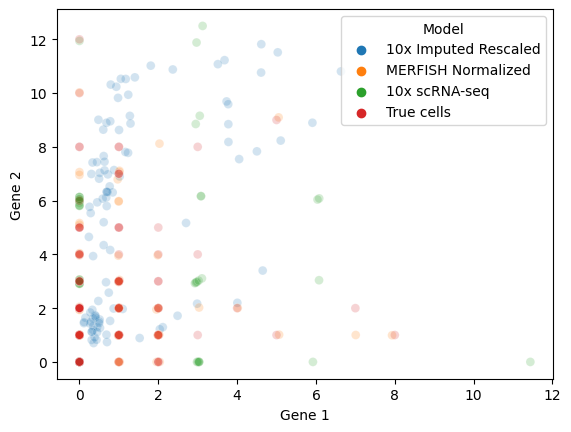 Model
10x Imputed Rescaled
MERFISH Normalized
10x scRNA-seq
True cells
12
10
8
6
4
2
0
Gene 2
0 2 4 6 8 10 12
Gene 1